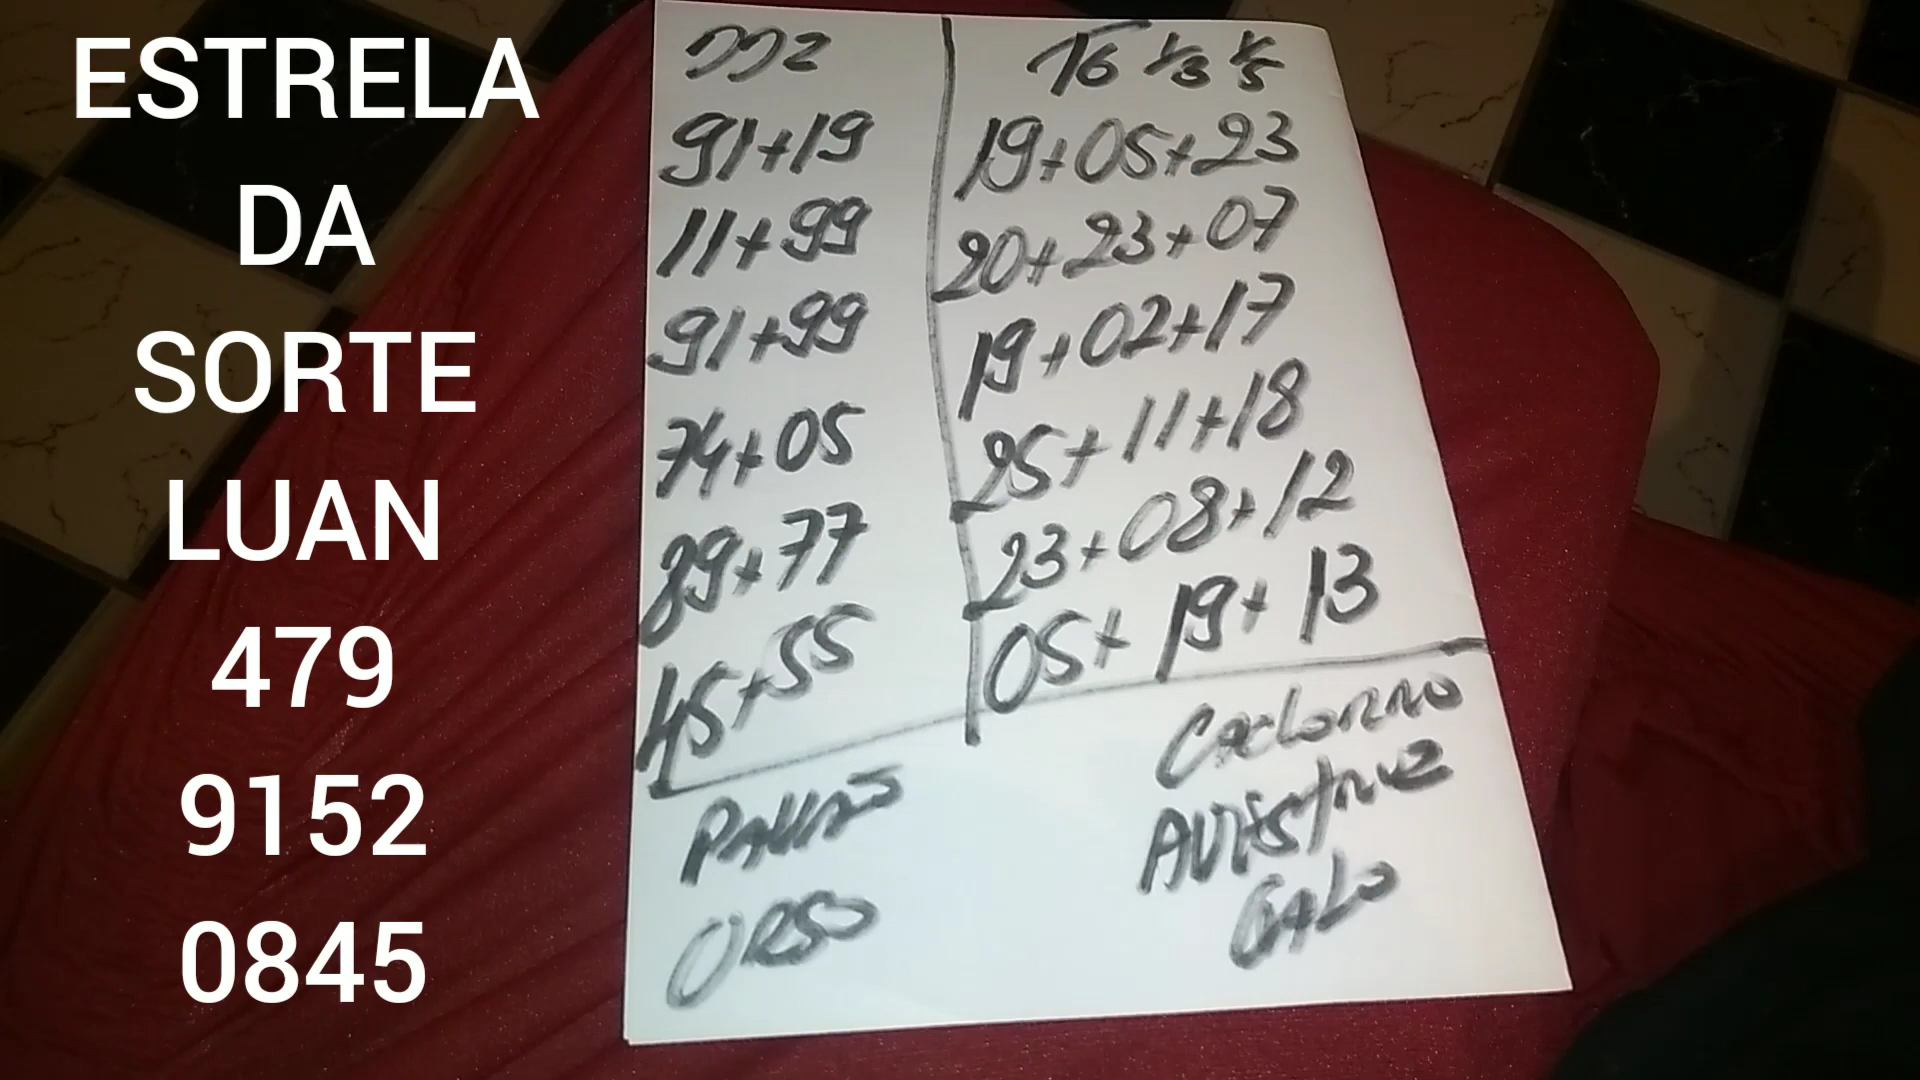 ESTRELA
DA
SORTE
LUAN
479
9152
0845
91+19
11+99
91+99
74+05
89+77
45+55
PAVÃO
URSO
T6 1/3 1/5
19+05+23
20+23+07
19+02+17
25+11+18
23+08+12
05+19+13
Cachorro
AVESTRUZ
GALO